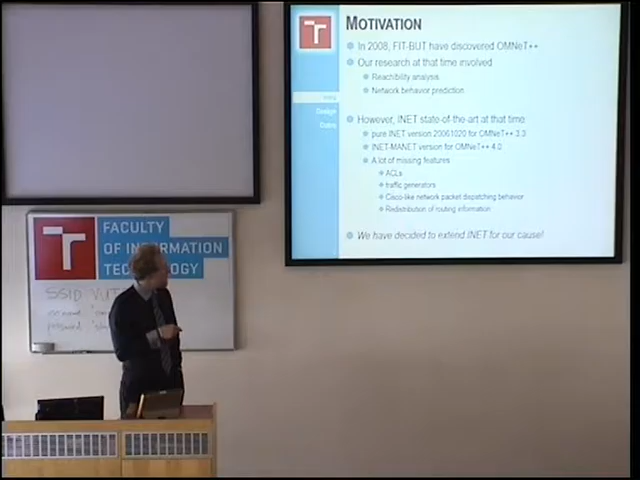 MOTIVATION
In 2008, FIT-BUT have discovered OMNeT++
Our research at that time involved
Reachibility analysis
Network behavior prediction
Intro
Design
However, INET state-of-the-art at that time:
pure INET version 20061020 for OMNeT++ 3.3
INET-MANET version for OMNeT++ 4.0
A lot of missing features
ACLs
traffic generators
Cisco-like network packet dispatching behavior
Redistribution of routing information
We have decided to extend INET for our cause!
FACULTY
OF INFORMATION
TECHNOLOGY
SSID